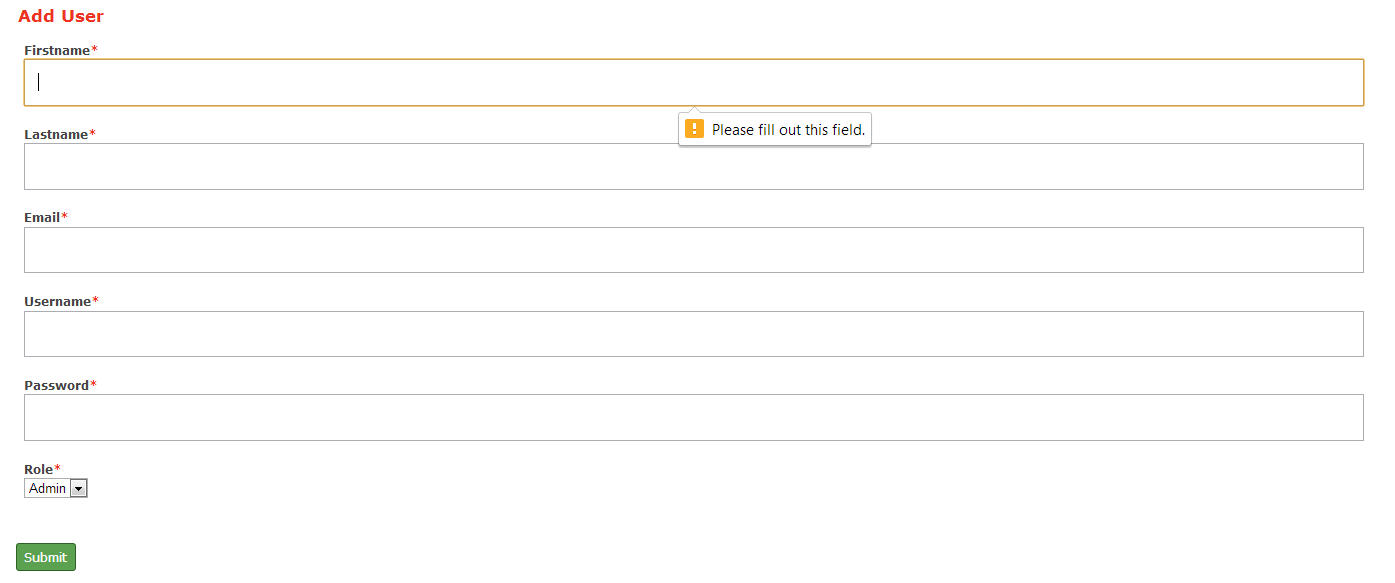 Add User
Firstname*
Please fill out this field.
Lastname*
Email*
Username*
Password*
Role*
Admin
Submit